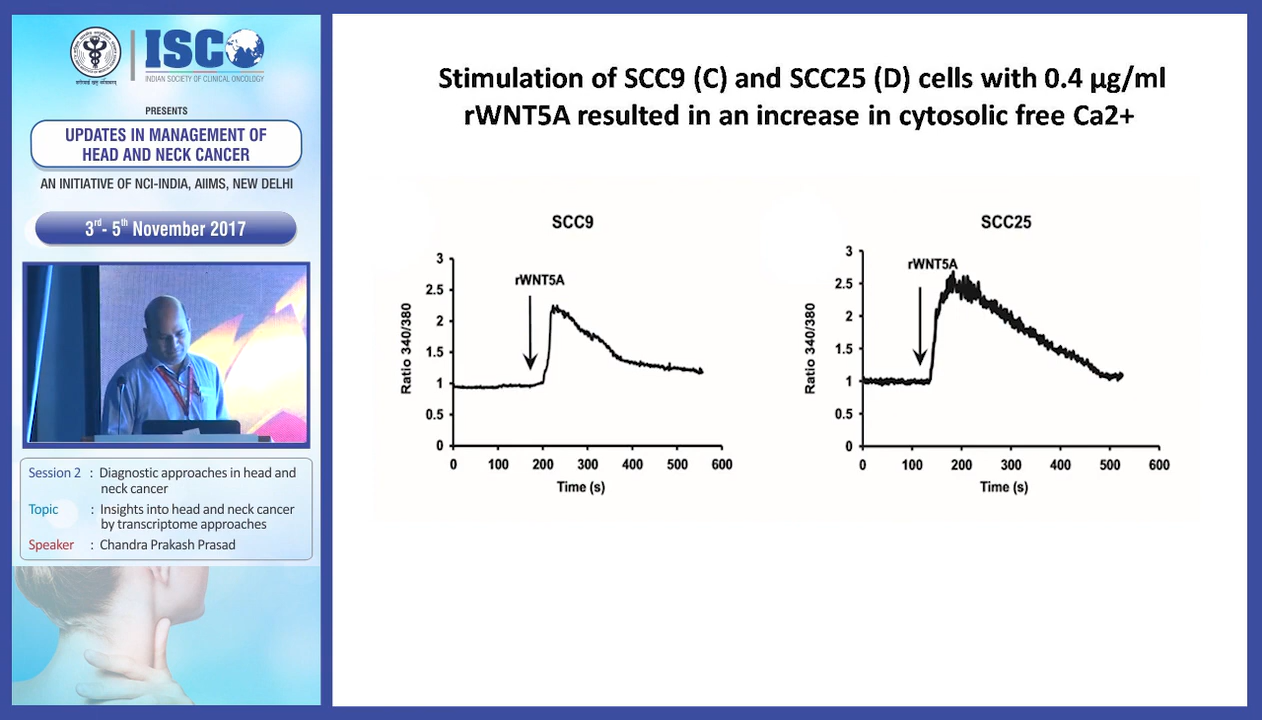 ISCO
INDIAN SOCIETY OF CLINICAL ONCOLOGY
PRESENTS
UPDATES IN MANAGEMENT OF
HEAD AND NECK CANCER
AN INITIATIVE OF NCI-INDIA, AIIMS, NEW DELHI
3rd- 5th November 2017
Session 2 : Diagnostic approaches in head and
neck cancer
Topic : Insights into head and neck cancer
by transcriptome approaches
Speaker : Chandra Prakash Prasad
Stimulation of SCC9 (C) and SCC25 (D) cells with 0.4 µg/ml
rWNT5A resulted in an increase in cytosolic free Ca2+
SCC9
rWNT5A
Ratio 340/380
3
2.5
2
1.5
1
0.5
0
0 100 200 300 400 500 600
Time (s)
SCC25
rWNT5A
Ratio 340/380
3
2.5
2
1.5
1
0.5
0
0 100 200 300 400 500 600
Time (s)